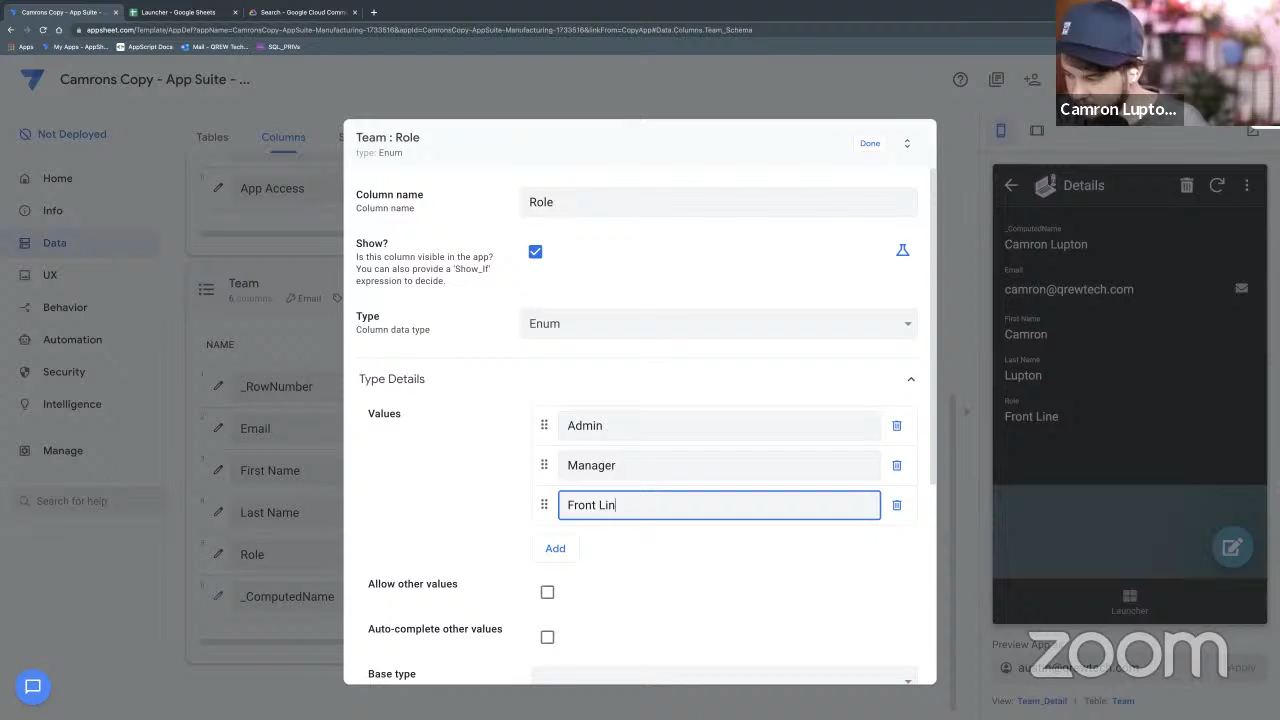 Camrons Copy - App Suite - Man
Launcher - Google Sheets
Search - Google Cloud Comm
appsheet.com/Template/AppDef?appName=CamronsCopy-AppSuite-Manufacturing-1733516&appId=CamronsCopy-AppSuite-Manufacturing-1733516&linkFrom=CopyApp#Data.Columns.Team_Schema
Apps
My Apps - AppSh...
AppScript Docs
Mail - QREW Tech...
SQL_PRIVs
Camrons Copy - App Suite - ...
Camron Lupto...
Not Deployed
Home
Info
Data
UX
Behavior
Automation
Security
Intelligence
Manage
Search for help
Tables
Columns
S
App Access
Team
6 columns
Email
NAME
_RowNumber
Email
First Name
Last Name
Role
_ComputedName
Team : Role
type: Enum
Done
Column name
Column name
Role
Show?
Is this column visible in the app?
You can also provide a 'Show_If'
expression to decide.
Type
Column data type
Enum
Type Details
Values
Admin
Manager
Front Lin
Add
Allow other values
Auto-complete other values
Base type
Details
_ComputedName
Camron Lupton
Email
camron@qrewtech.com
First Name
Camron
Last Name
Lupton
Role
Front Line
Launcher
Preview App
austin@qrewtech.com
Apply
View: Team_Detail | Table: Team
zoom